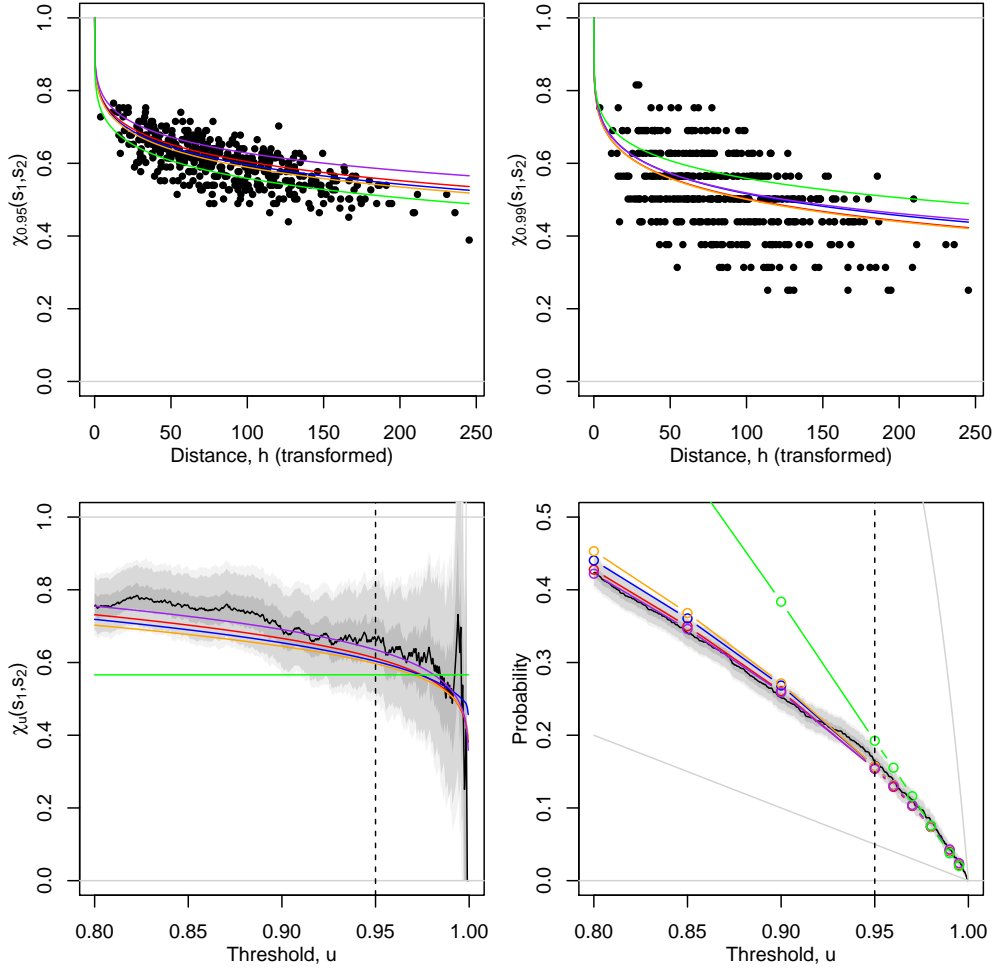 χ0.95(s1,s2)
0.0 0.2 0.4 0.6 0.8 1.0
0 50 100 150 200 250
Distance, h (transformed)
χ0.99(s1,s2)
0.0 0.2 0.4 0.6 0.8 1.0
0 50 100 150 200 250
Distance, h (transformed)
χu(s1,s2)
0.0 0.2 0.4 0.6 0.8 1.0
0.80 0.85 0.90 0.95 1.00
Threshold, u
Probability
0.0 0.1 0.2 0.3 0.4 0.5
0.80 0.85 0.90 0.95 1.00
Threshold, u